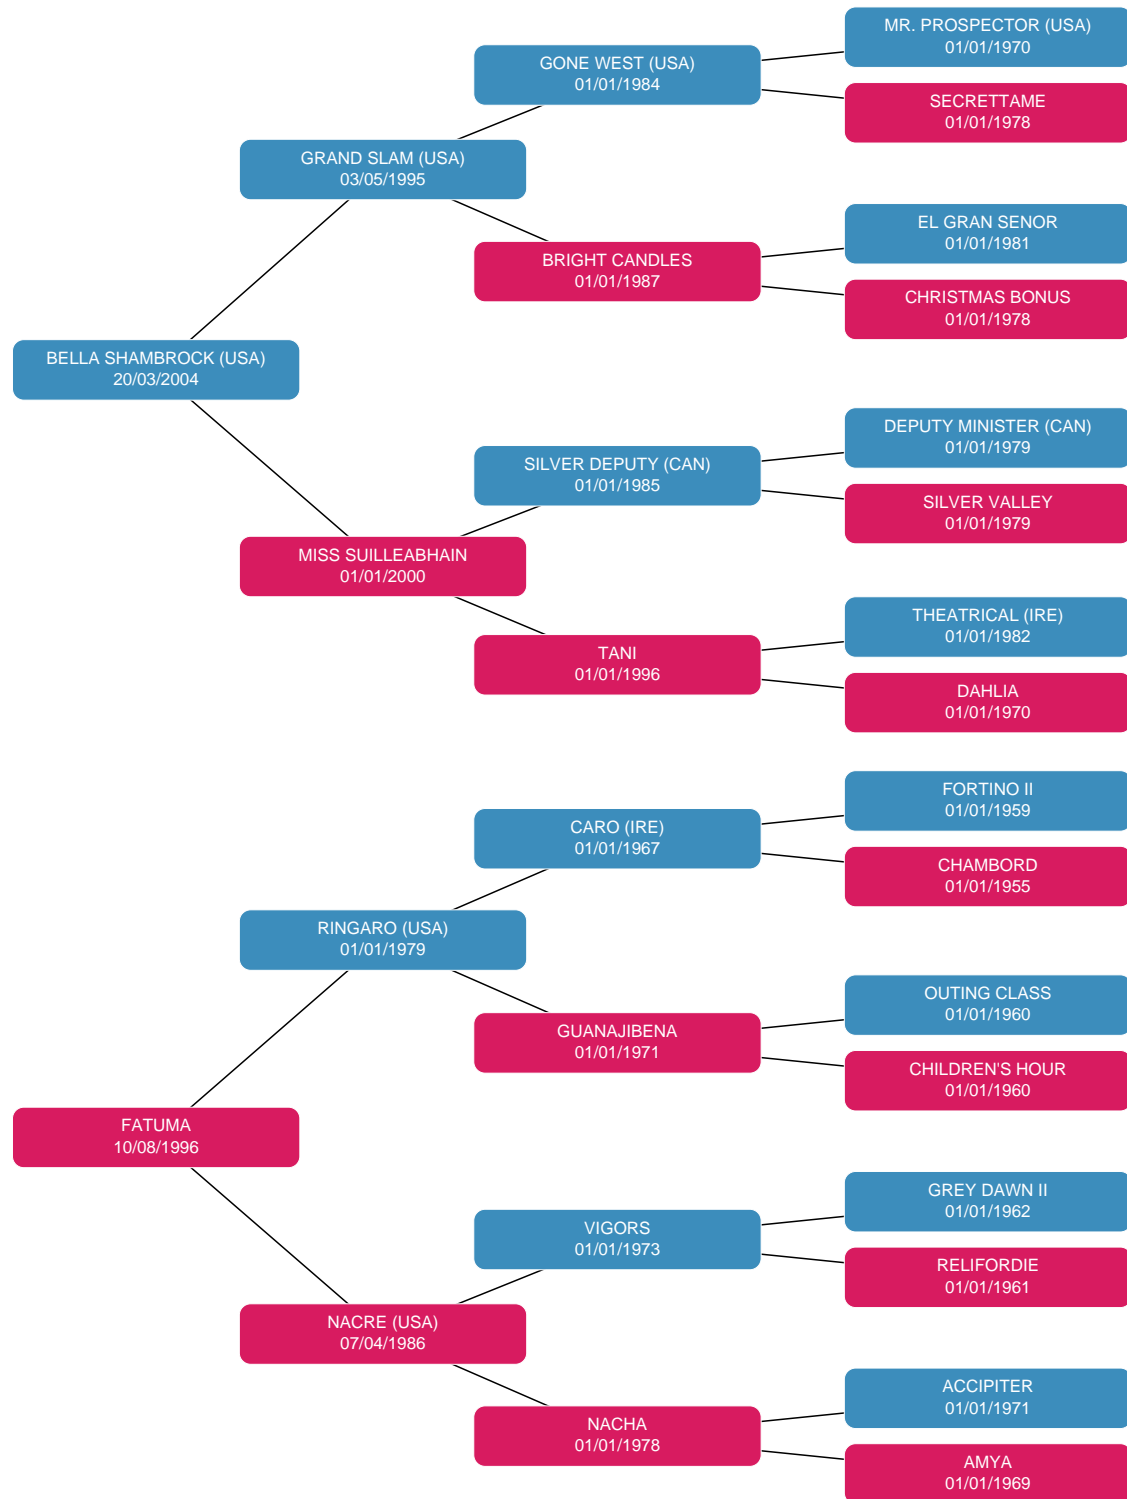 MR. PROSPECTOR (USA)
01/01/1970
GONE WEST (USA)
01/01/1984
SECRETTAME
01/01/1978
GRAND SLAM (USA)
03/05/1995
EL GRAN SENOR
01/01/1981
BRIGHT CANDLES
01/01/1987
CHRISTMAS BONUS
01/01/1978
BELLA SHAMBROCK (USA)
20/03/2004
DEPUTY MINISTER (CAN)
01/01/1979
SILVER DEPUTY (CAN)
01/01/1985
SILVER VALLEY
01/01/1979
MISS SUILLEABHAIN
01/01/2000
THEATRICAL (IRE)
01/01/1982
TANI
01/01/1996
DAHLIA
01/01/1970
FORTINO II
01/01/1959
CARO (IRE)
01/01/1967
CHAMBORD
01/01/1955
RINGARO (USA)
01/01/1979
OUTING CLASS
01/01/1960
GUANAJIBENA
01/01/1971
CHILDREN'S HOUR
01/01/1960
FATUMA
10/08/1996
GREY DAWN II
01/01/1962
VIGORS
01/01/1973
RELIFORDIE
01/01/1961
NACRE (USA)
07/04/1986
ACCIPITER
01/01/1971
NACHA
01/01/1978
AMYA
01/01/1969